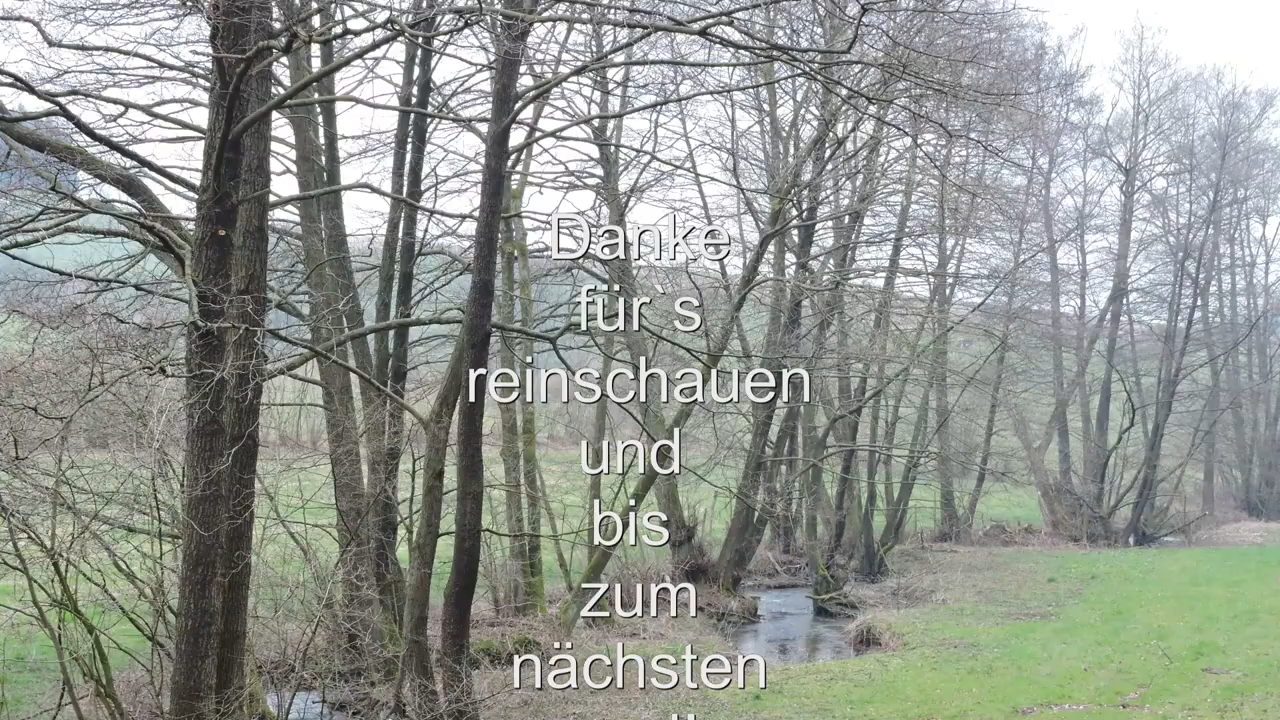 Danke
für`s
reinschauen
und
bis
zum
nächsten